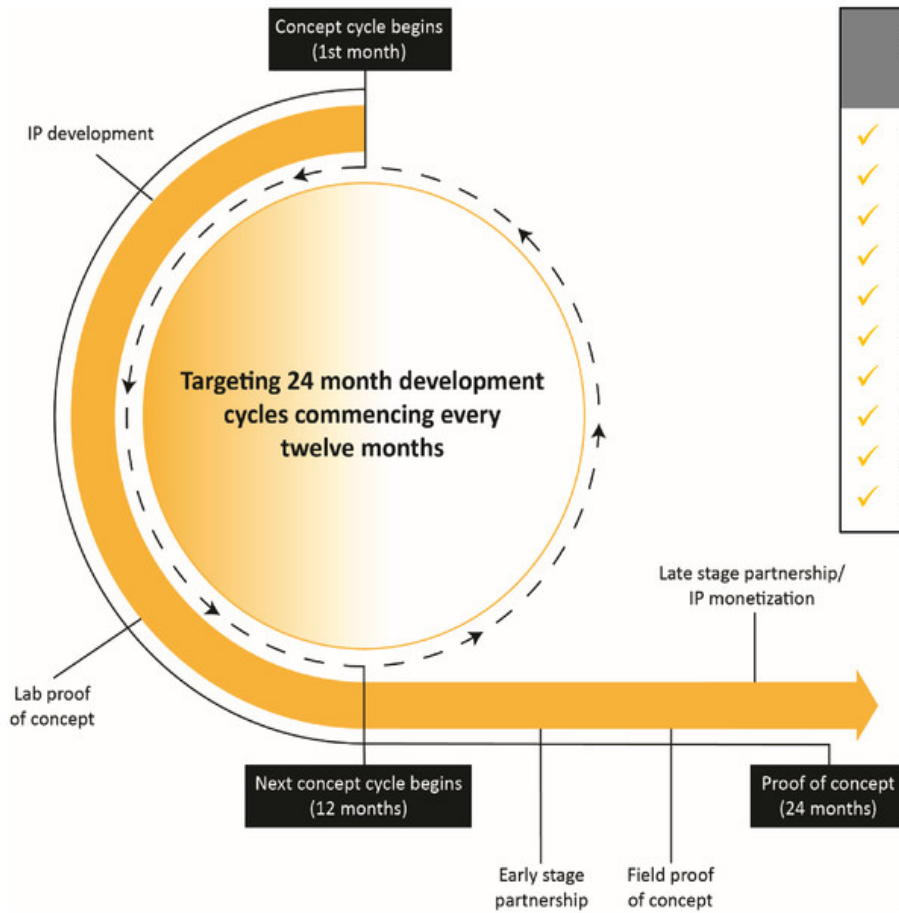 Concept cycle begins
(1st month)
IP development
Targeting 24 month development
cycles commencing every
twelve months
Late stage partnership/
IP monetization
Lab proof
of concept
Next concept cycle begins
(12 months)
Proof of concept
(24 months)
Early stage
partnership
Field proof
of concept